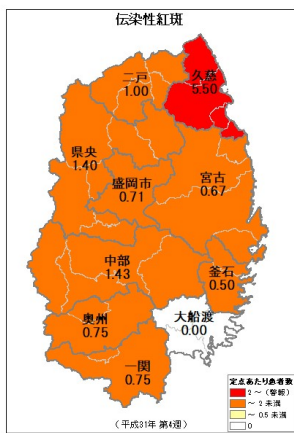 伝染性紅斑
二戸
1.00
久慈
5.50
県央
1.40
盛岡市
0.71
宮古
0.67
中部
1.43
釜石
0.50
奥州
0.75
大船渡
0.00
一関
0.75
定点あたり患者数
2 ~ (警報)
~ 2 未満
~ 0.5 未満
0
(平成31年 第4週)